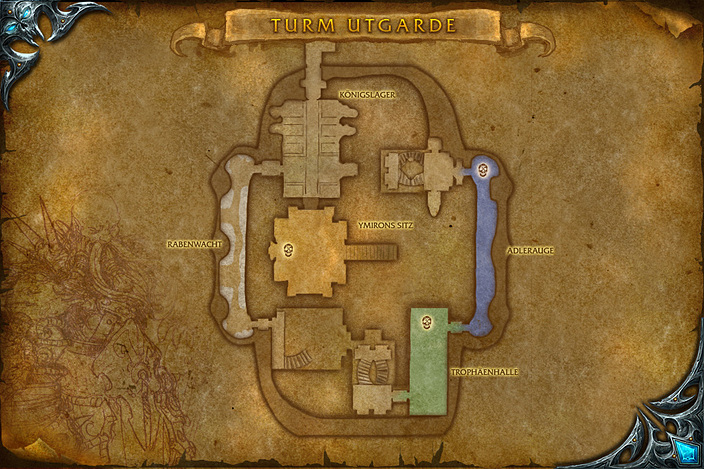 TURM UTGARDE
KÖNIGSLAGER
YMIRONS SITZ
RABENWACHT
ADLERAUGE
TROPHÄENHALLE